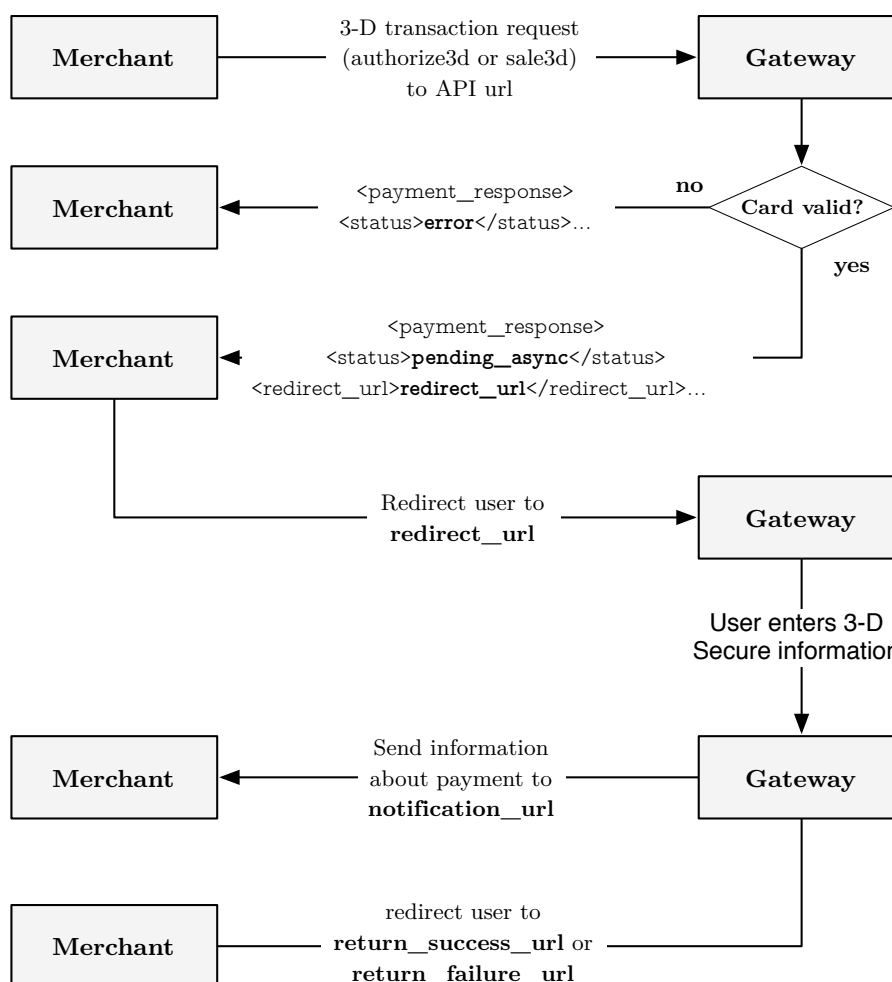 3-D transaction request
Merchant
(authorize3d or sale3d)
Gateway
to API url
<payment_response>
no
Merchant
<status>error</status>...
Card valid?
yes
<payment_response>
Merchant
<status>pending_async</status>
<redirect_url>redirect_url</redirect_url>...
Redirect user to
redirect_url
Gateway
User enters 3-D
Secure information
Send information
Merchant
about payment to
Gateway
notification_url
redirect user to
Merchant
return_success_url or
return_failure_url